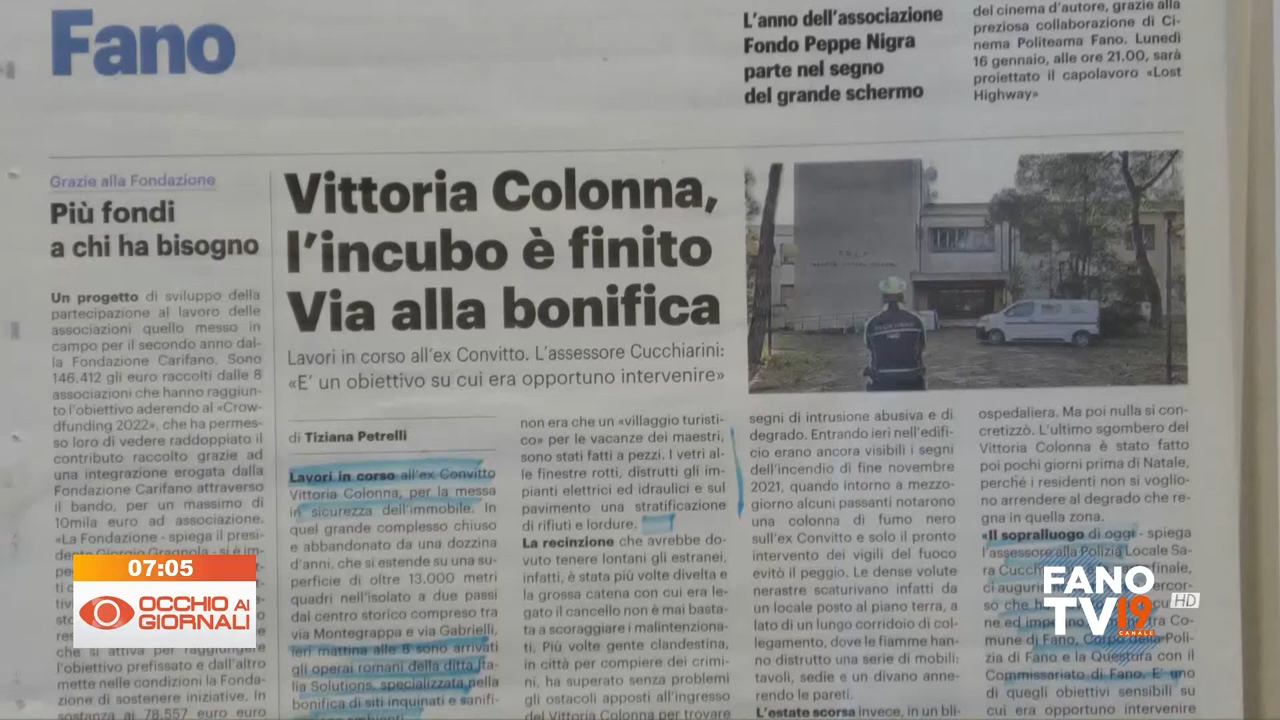 Fano
L'anno dell'associazione
Fondo Peppe Nigra
parte nel segno
del grande schermo
del cinema d'autore, grazie alla
preziosa collaborazione di Ci-
nema Politeama Fano. Lunedì
16 gennaio, alle ore 21.00, sarà
proiettato il capolavoro «Lost
Highway»
Grazie alla Fondazione
Più fondi
a chi ha bisogno
Un progetto di sviluppo della
partecipazione al lavoro delle
associazioni quello messo in
campo per il secondo anno dal-
la Fondazione Carifano. Sono
146.412 gli euro raccolti dalle 8
associazioni che hanno raggiun-
to l'obiettivo aderendo al «Crow-
dfunding 2022», che ha permes-
so loro di vedere raddoppiato il
contributo raccolto grazie ad
una integrazione erogata dalla
Fondazione Carifano attraverso
il bando, per un massimo di
10mila euro ad associazione.
«La Fondazione - spiega il presi-
dente Giorgio Gragnola - si è im-
che si attiva per raggiungere
l'obiettivo prefissato e dall'altro
mette nelle condizioni la Fonda-
zione di sostenere iniziative. In
sostanza ai 78.557 euro euro
Vittoria Colonna,
l'incubo è finito
Via alla bonifica
Lavori in corso all'ex Convitto. L'assessore Cucchiarini:
«E' un obiettivo su cui era opportuno intervenire»
di Tiziana Petrelli
Lavori in corso all'ex Convitto
Vittoria Colonna, per la messa
in sicurezza dell'immobile. In
quel grande complesso chiuso
e abbandonato da una dozzina
d'anni, che si estende su una su-
perficie di oltre 13.000 metri
quadri nell'isolato a due passi
dal centro storico compreso tra
via Montegrappa e via Gabrielli,
ieri mattina alle 8 sono arrivati
gli operai romani della ditta Ita-
lia Solutions, specializzata nella
bonifica di siti inquinati e sanifi-
non era che un «villaggio turisti-
co» per le vacanze dei maestri,
sono stati fatti a pezzi. I vetri al-
le finestre rotti, distrutti gli im-
pianti elettrici ed idraulici e sul
pavimento una stratificazione
di rifiuti e lordure.
La recinzione che avrebbe do-
vuto tenere lontani gli estranei,
infatti, è stata più volte divelta e
la grossa catena con cui era le-
gato il cancello non è mai basta-
ta a scoraggiare i malintenziona-
ti. Più volte gente clandestina,
in città per compiere dei crimi-
ni, ha superato senza problemi
gli ostacoli apposti all'ingresso
del Vittoria Colonna per trovare
segni di intrusione abusiva e di
degrado. Entrando ieri nell'edifi-
cio erano ancora visibili i segni
dell'incendio di fine novembre
2021, quando intorno a mezzo-
giorno alcuni passanti notarono
una colonna di fumo nero
sull'ex Convitto e solo il pronto
intervento dei vigili del fuoco
evitò il peggio. Le dense volute
nerastre scaturivano infatti da
un locale posto al piano terra, a
lato di un lungo corridoio di col-
legamento, dove le fiamme han-
no distrutto una serie di mobili:
tavoli, sedie e un divano anne-
rendo le pareti.
L'estate scorsa invece, in un bli-
ospedaliera. Ma poi nulla si con-
cretizzò. L'ultimo sgombero del
Vittoria Colonna è stato fatto
poi pochi giorni prima di Natale,
perché i residenti non si voglio-
no arrendere al degrado che re-
gna in quella zona.
«Il sopralluogo di oggi - spiega
l'assessore alla Polizia Locale Sa-
zia di Fano e la Questura con il
Commissariato di Fano. E' uno
di quegli obiettivi sensibili su
cui era opportuno intervenire
07:05
OCCHIO AI
GIORNALI
FANO
TV19 HD
CANALE